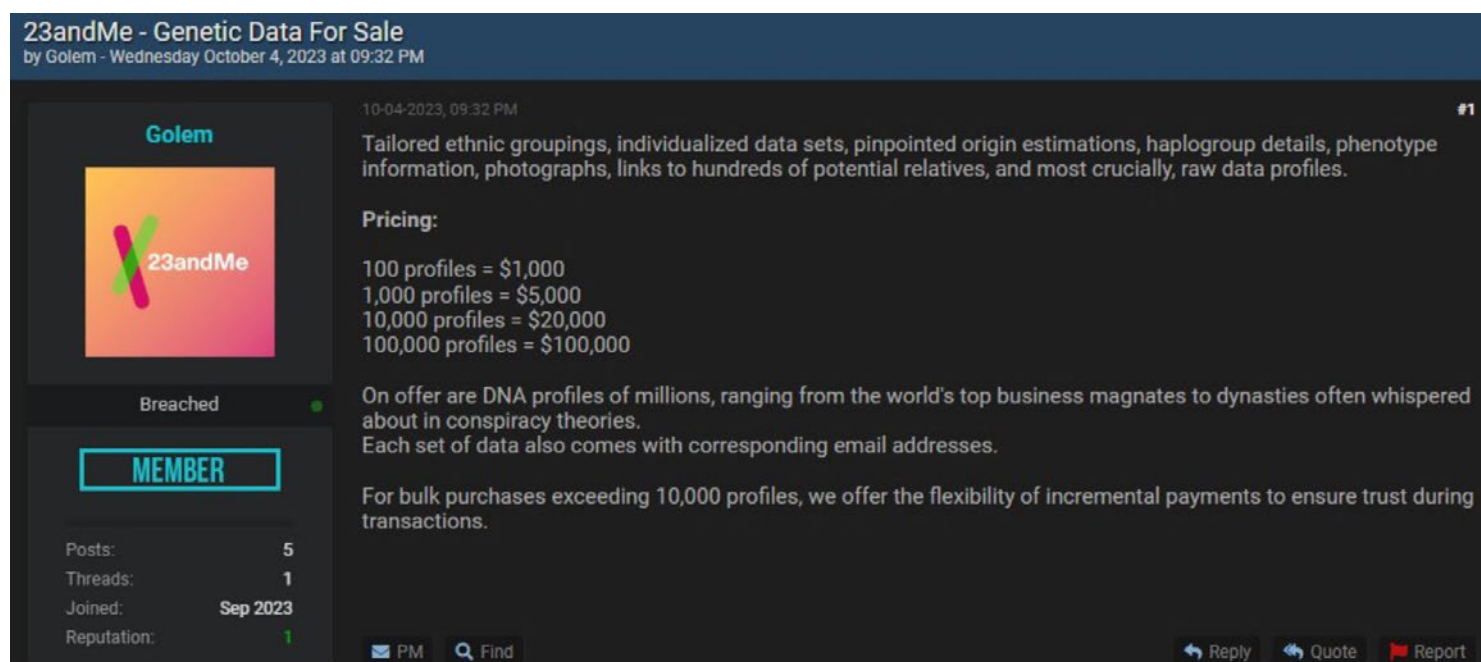 23andMe - Genetic Data For Sale
by Golem - Wednesday October 4, 2023 at 09:32 PM
Golem
23andMe
Breached
MEMBER
Posts: 5
Threads: 1
Joined: Sep 2023
Reputation: 1
10-04-2023, 09:32 PM
#1
Tailored ethnic groupings, individualized data sets, pinpointed origin estimations, haplogroup details, phenotype
information, photographs, links to hundreds of potential relatives, and most crucially, raw data profiles.
Pricing:
100 profiles = $1,000
1,000 profiles = $5,000
10,000 profiles = $20,000
100,000 profiles = $100,000
On offer are DNA profiles of millions, ranging from the world's top business magnates to dynasties often whispered
about in conspiracy theories.
Each set of data also comes with corresponding email addresses.
For bulk purchases exceeding 10,000 profiles, we offer the flexibility of incremental payments to ensure trust during
transactions.
PM Find Reply Quote Report